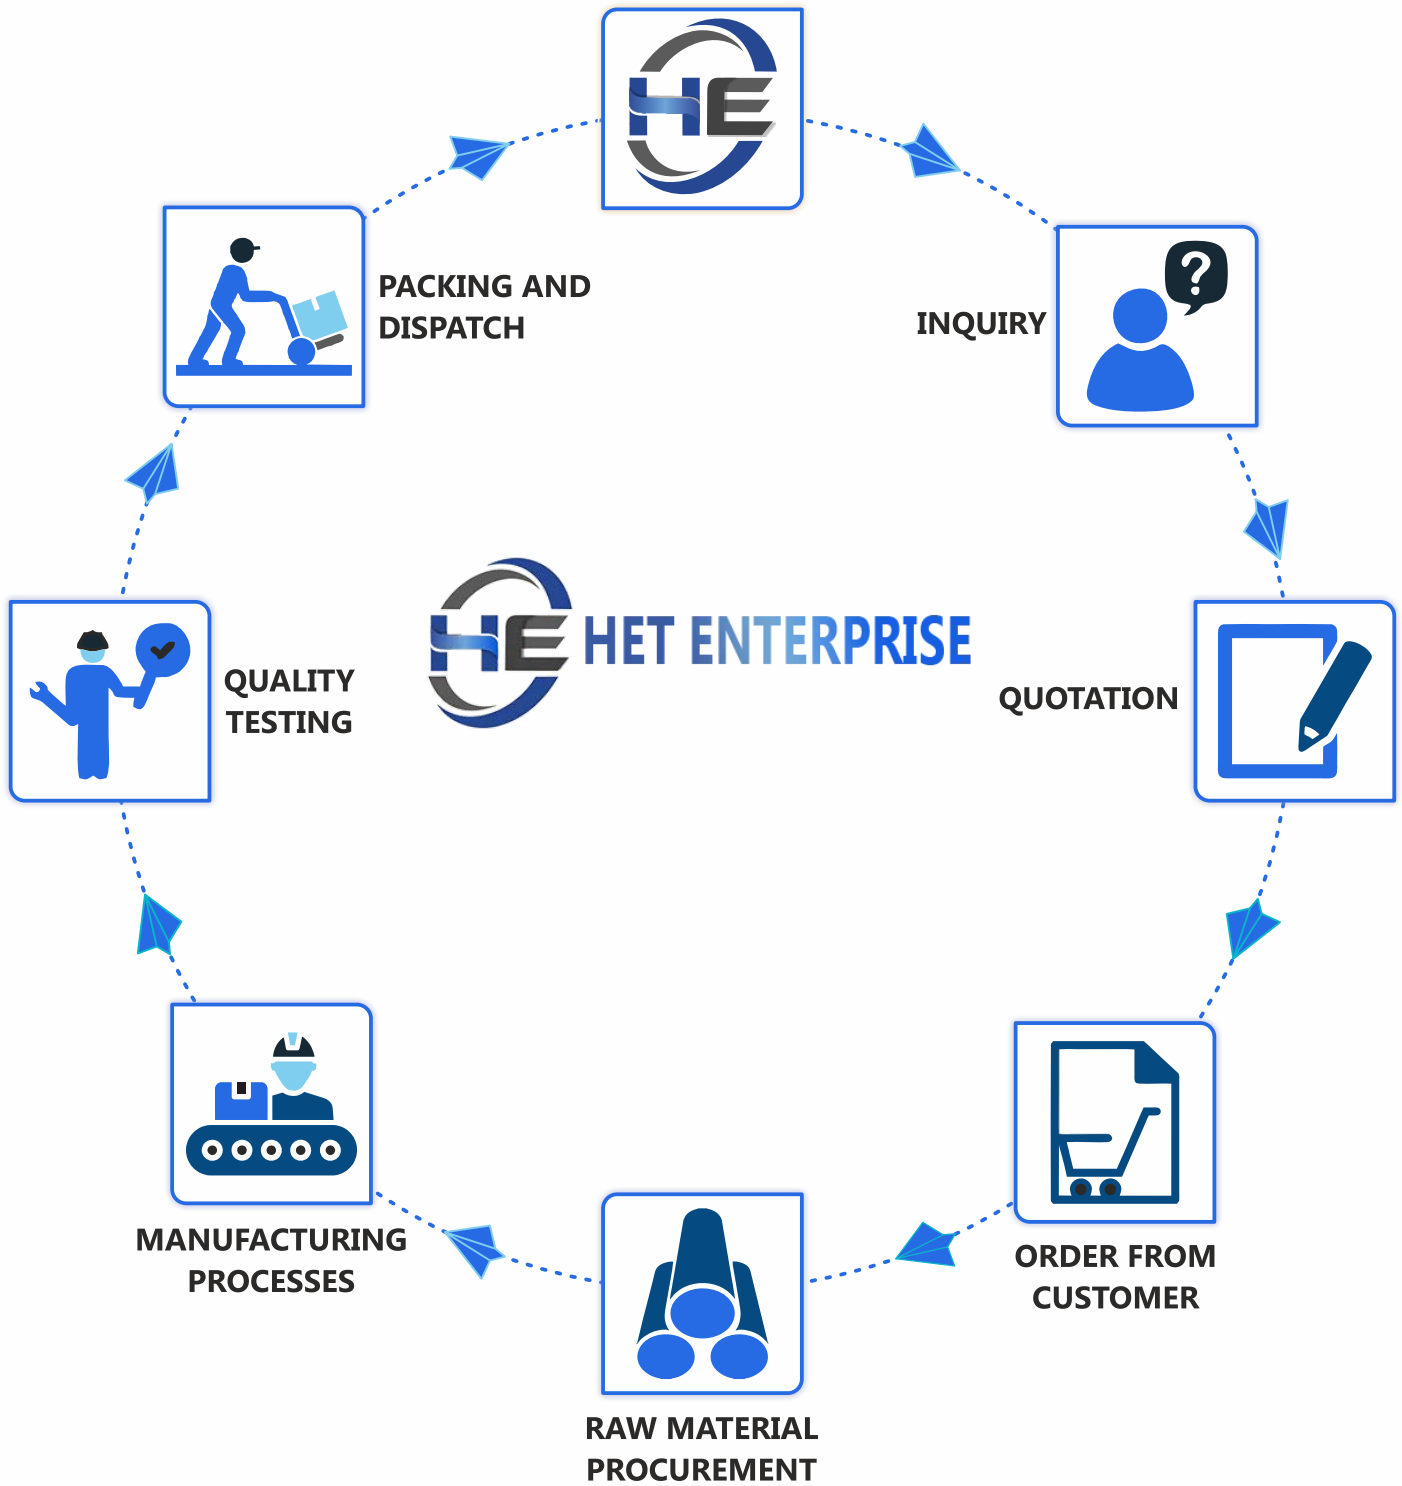 HE
PACKING AND
DISPATCH
?
INQUIRY
HE HET ENTERPRISE
QUALITY
TESTING
QUOTATION
MANUFACTURING
PROCESSES
ORDER FROM
CUSTOMER
RAW MATERIAL
PROCUREMENT